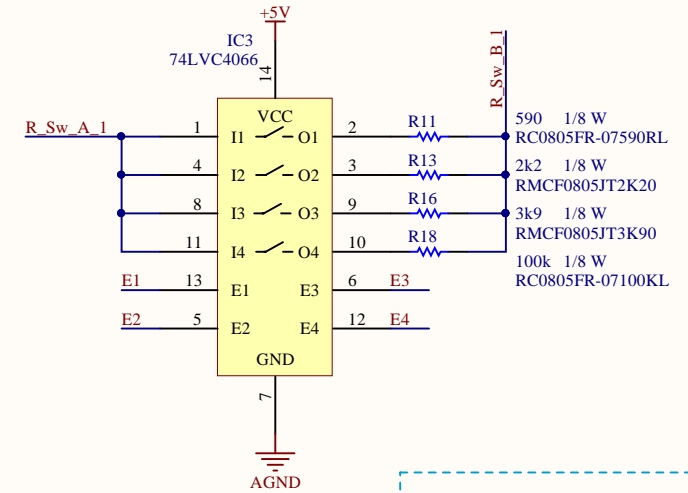 +5V
IC3
74LVC4066
14
VCC
R_Sw_B_1
R_Sw_A_1
1
I1
O1
2
R11
590 1/8 W
RC0805FR-07590RL
4
I2
O2
3
R13
2k2 1/8 W
RMCF0805JT2K20
8
I3
O3
9
R16
3k9 1/8 W
RMCF0805JT3K90
11
I4
O4
10
R18
100k 1/8 W
RC0805FR-07100KL
E1
13
E1
E3
6
E3
E2
5
E2
E4
12
E4
GND
7
AGND